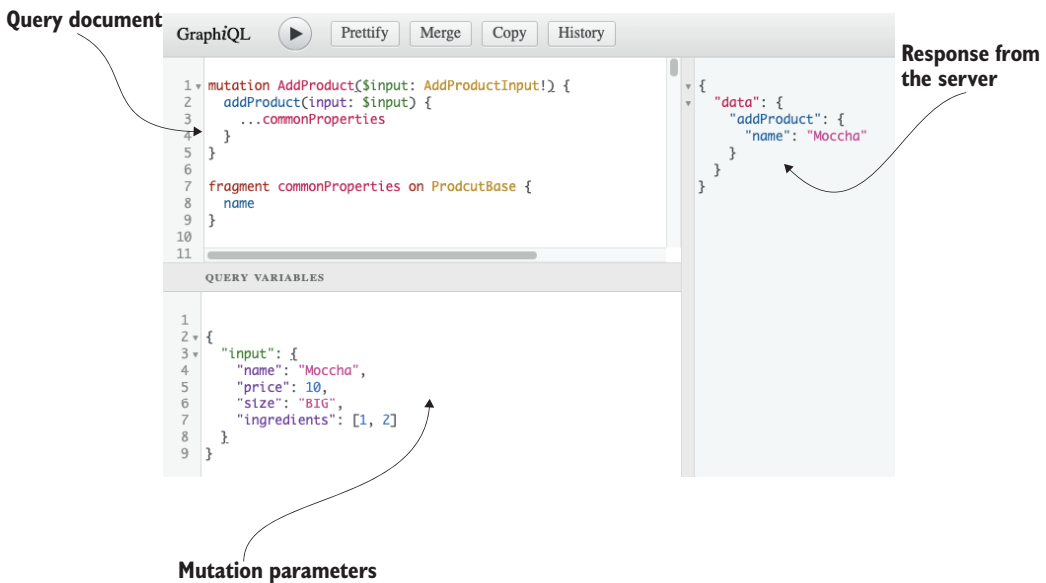 Query document
GraphiQL
Prettify
Merge
Copy
History
Response from
the server
1 mutation AddProduct($input: AddProductInput!) {
2 addProduct(input: $input) {
3 ...commonProperties
4 }
5 }
6
7 fragment commonProperties on ProdcutBase {
8 name
9 }
10
11
{
"data": {
"addProduct": {
"name": "Moccha"
}
}
}
QUERY VARIABLES
1
2 {
3 "input": {
4 "name": "Moccha",
5 "price": 10,
6 "size": "BIG",
7 "ingredients": [1, 2]
8 }
9 }
Mutation parameters